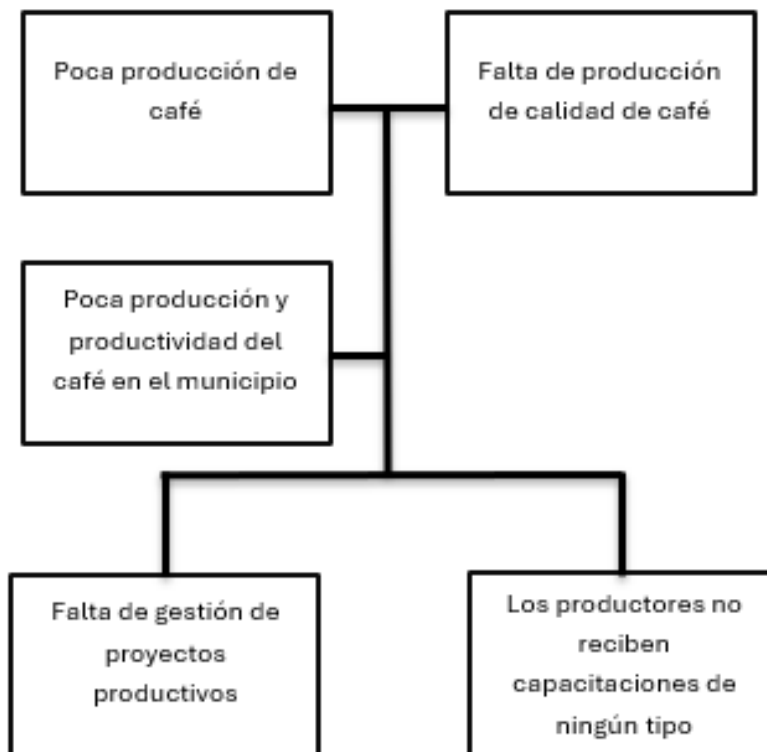 Poca producción de
café
Falta de producción
de calidad de café
Poca producción y
productividad del
café en el municipio
Falta de gestión de
proyectos
productivos
Los productores no
reciben
capacitaciones de
ningún tipo